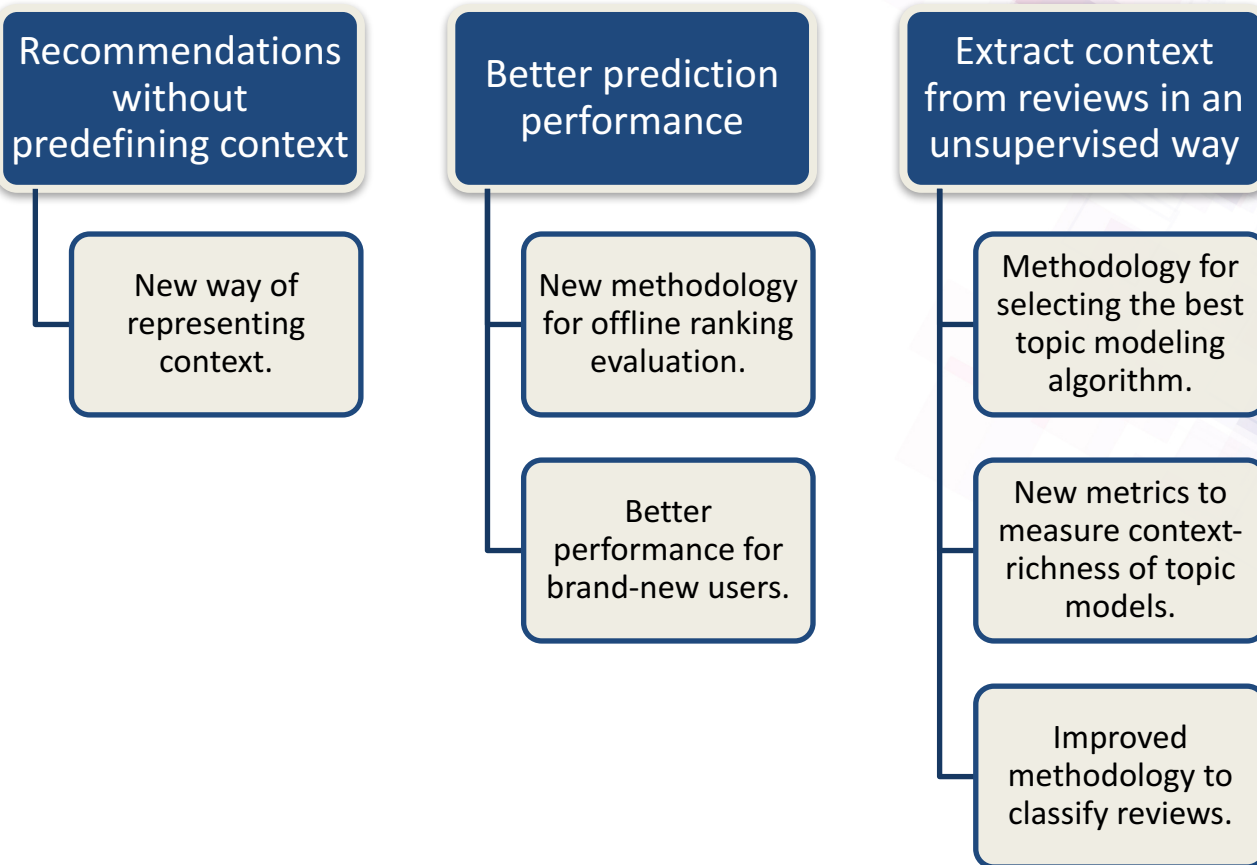 Recommendations
without
predefining context
New way of
representing
context.
Better prediction
performance
New methodology
for offline ranking
evaluation.
Better
performance for
brand-new users.
Extract context
from reviews in an
unsupervised way
Methodology for
selecting the best
topic modeling
algorithm.
New metrics to
measure context-
richness of topic
models.
Improved
methodology to
classify reviews.